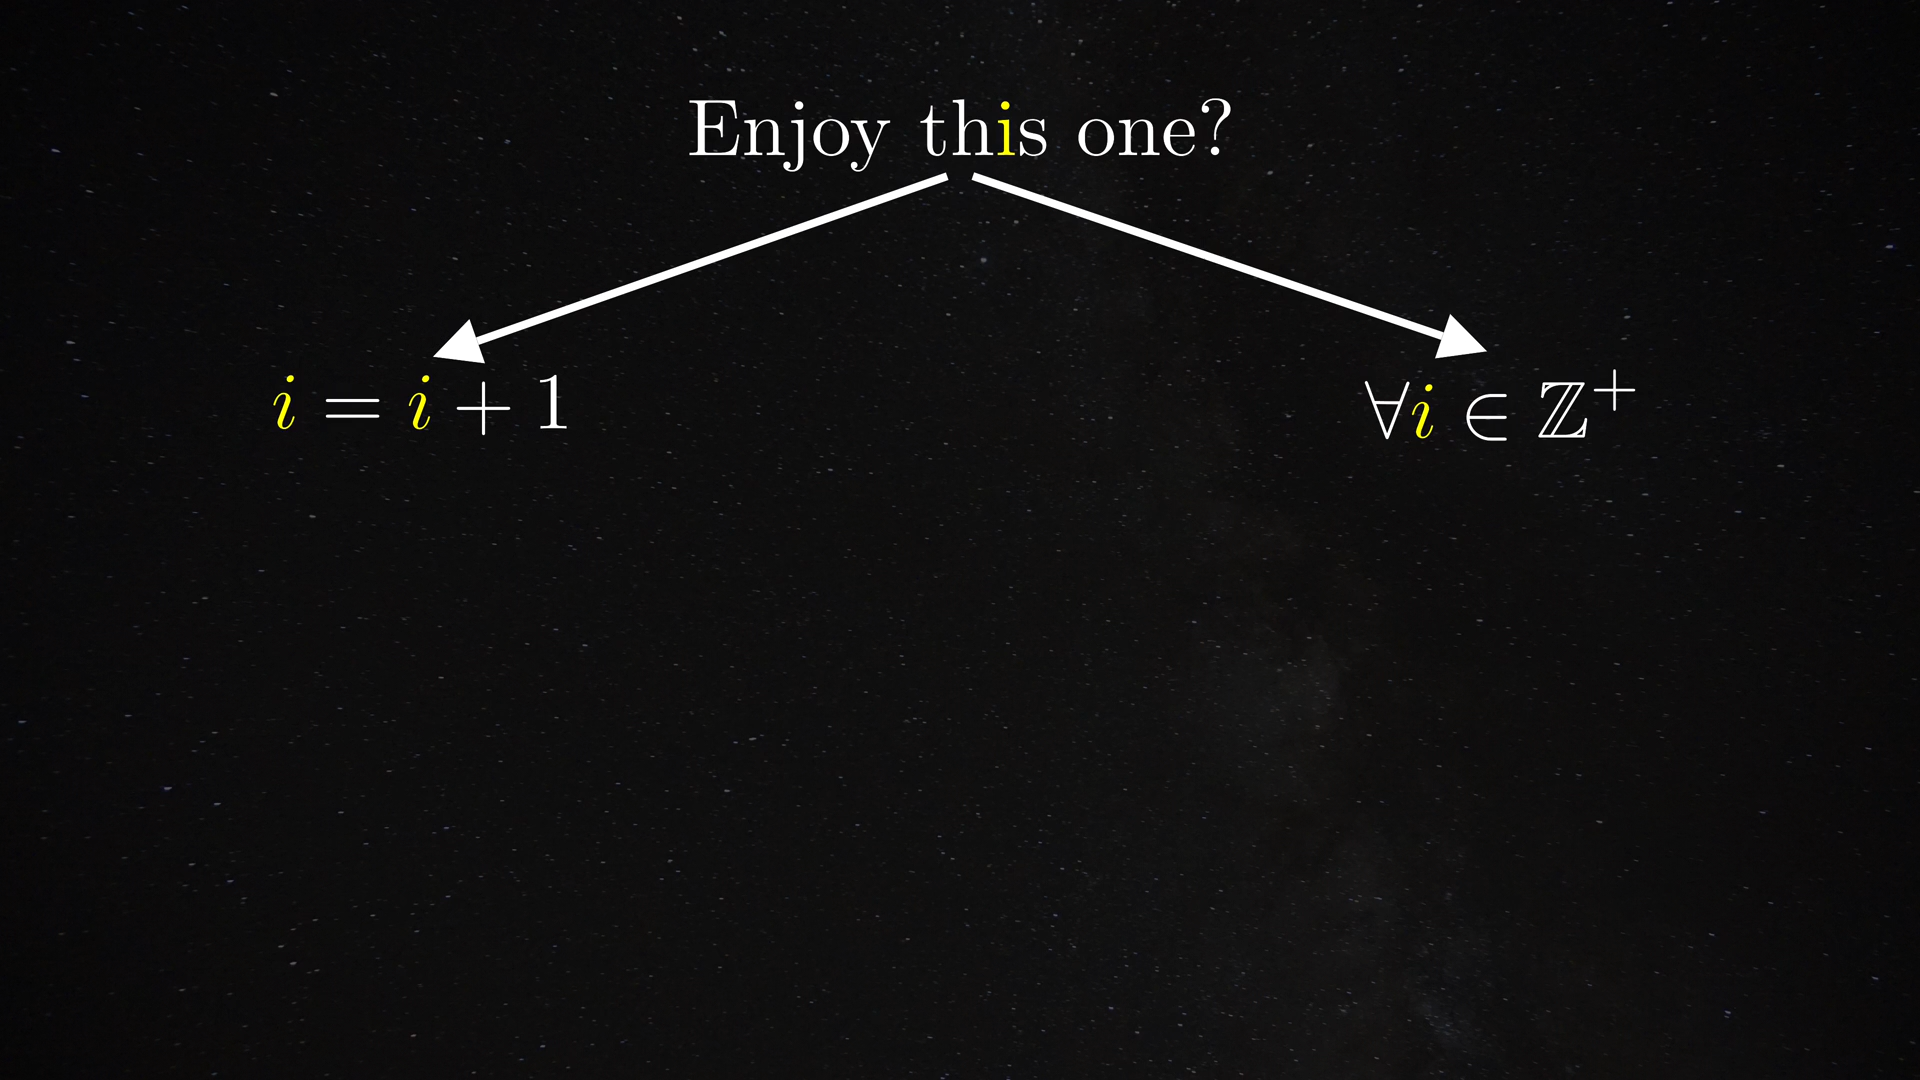 Enjoy this one?
i = i + 1
∀i ∈ ℤ⁺